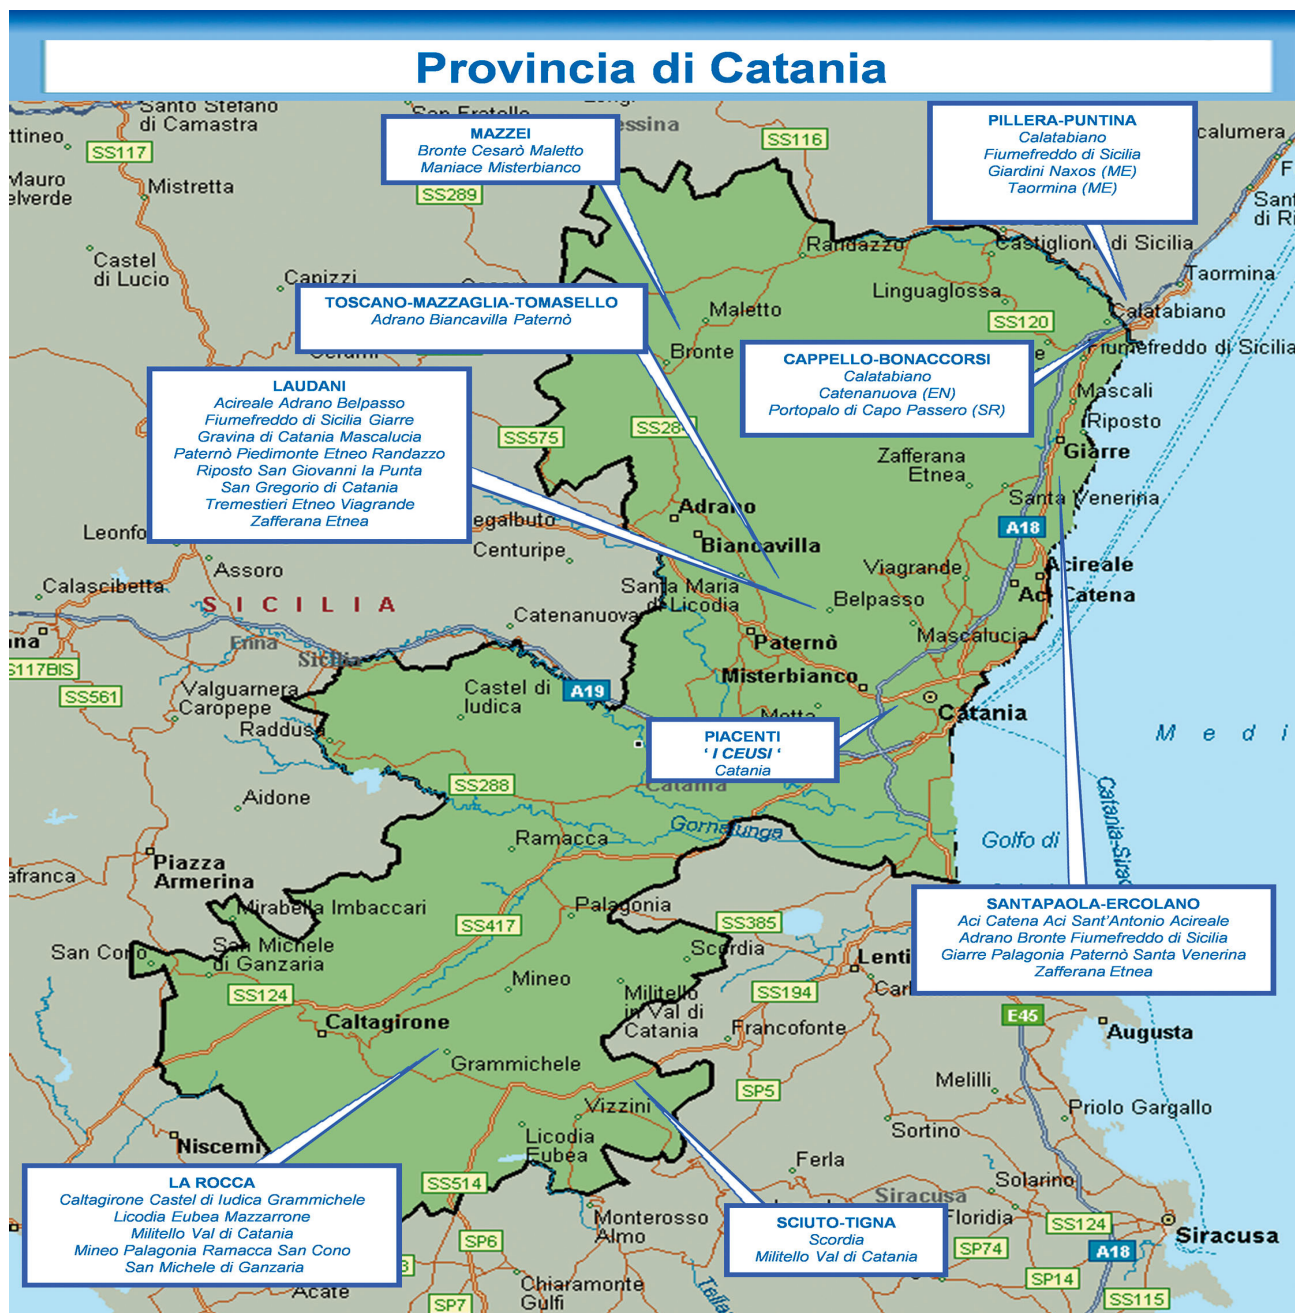 Provincia di Catania
MAZZEI
Bronte Cesarò Maletto
Maniace Misterbianco
PILLERA-PUNTINA
Calatabiano
Fiumefreddo di Sicilia
Giardini Naxos (ME)
Taormina (ME)
TOSCANO-MAZZAGLIA-TOMASELLO
Adrano Biancavilla Paternò
CAPPELLO-BONACCORSI
Calatabiano
Catenanuova (EN)
Portopalo di Capo Passero (SR)
LAUDANI
Acireale Adrano Belpasso
Fiumefreddo di Sicilia Giarre
Gravina di Catania Mascalucia
Paternò Piedimonte Etneo Randazzo
Riposto San Giovanni la Punta
San Gregorio di Catania
Tremestieri Etneo Viagrande
Zafferana Etnea
PIACENTI
‘ I CEUSI ‘
Catania
SANTAPAOLA-ERCOLANO
Aci Catena Aci Sant’Antonio Acireale
Adrano Bronte Fiumefreddo di Sicilia
Giarre Palagonia Paternò Santa Venerina
Zafferana Etnea
LA ROCCA
Caltagirone Castel di Iudica Grammichele
Licodia Eubea Mazzarrone
Militello Val di Catania
Mineo Palagonia Ramacca San Cono
San Michele di Ganzaria
SCIUTO-TIGNA
Scordia
Militello Val di Catania
Santo Stefano
di Camastra
SS117
Mistretta
SS289
SS116
Castel
di Lucio
Capizzi
Randazzo
Castiglione di Sicilia
Taormina
Linguaglossa
Maletto
SS120
Calatabiano
Bronte
Fiumefreddo di Sicilia
Mascali
Riposto
SS575
SS284
Giarre
Zafferana
Etnea
Santa Venerina
Adrano
A18
Biancavilla
Centuripe
Assoro
Calascibetta
Santa Maria
di Licodia
Viagrande
Acireale
Aci Catena
Belpasso
SICILIA
Catenanuova
Enna
Sicilia
Mascalucia
Paternò
Misterbianco
S117BIS
SS561
Valguarnera
Caropepe
Castel di
Iudica
A19
Motta
Catania
Raddusa
Medi
SS288
Catania
Aidone
Ramacca
Gornalunga
Golfo di
Piazza
Armerina
Mirabella Imbaccari
Palagonia
SS417
SS385
San Cono
San Michele
di Ganzaria
Scordia
Lenti
SS124
Mineo
Militello
in Val di
Catania
SS194
Caltagirone
Francofonte
E45
Augusta
Grammichele
SP5
Melilli
Vizzini
Priolo Gargallo
Niscemi
Licodia
Eubea
Sortino
Ferla
SS514
Siracusa
Solarino
Floridia
Monterosso
Almo
SS124
SP6
SP74
A18
Siracusa
Chiaramonte
Gulfi
Acate
SP14
SP7
SS115